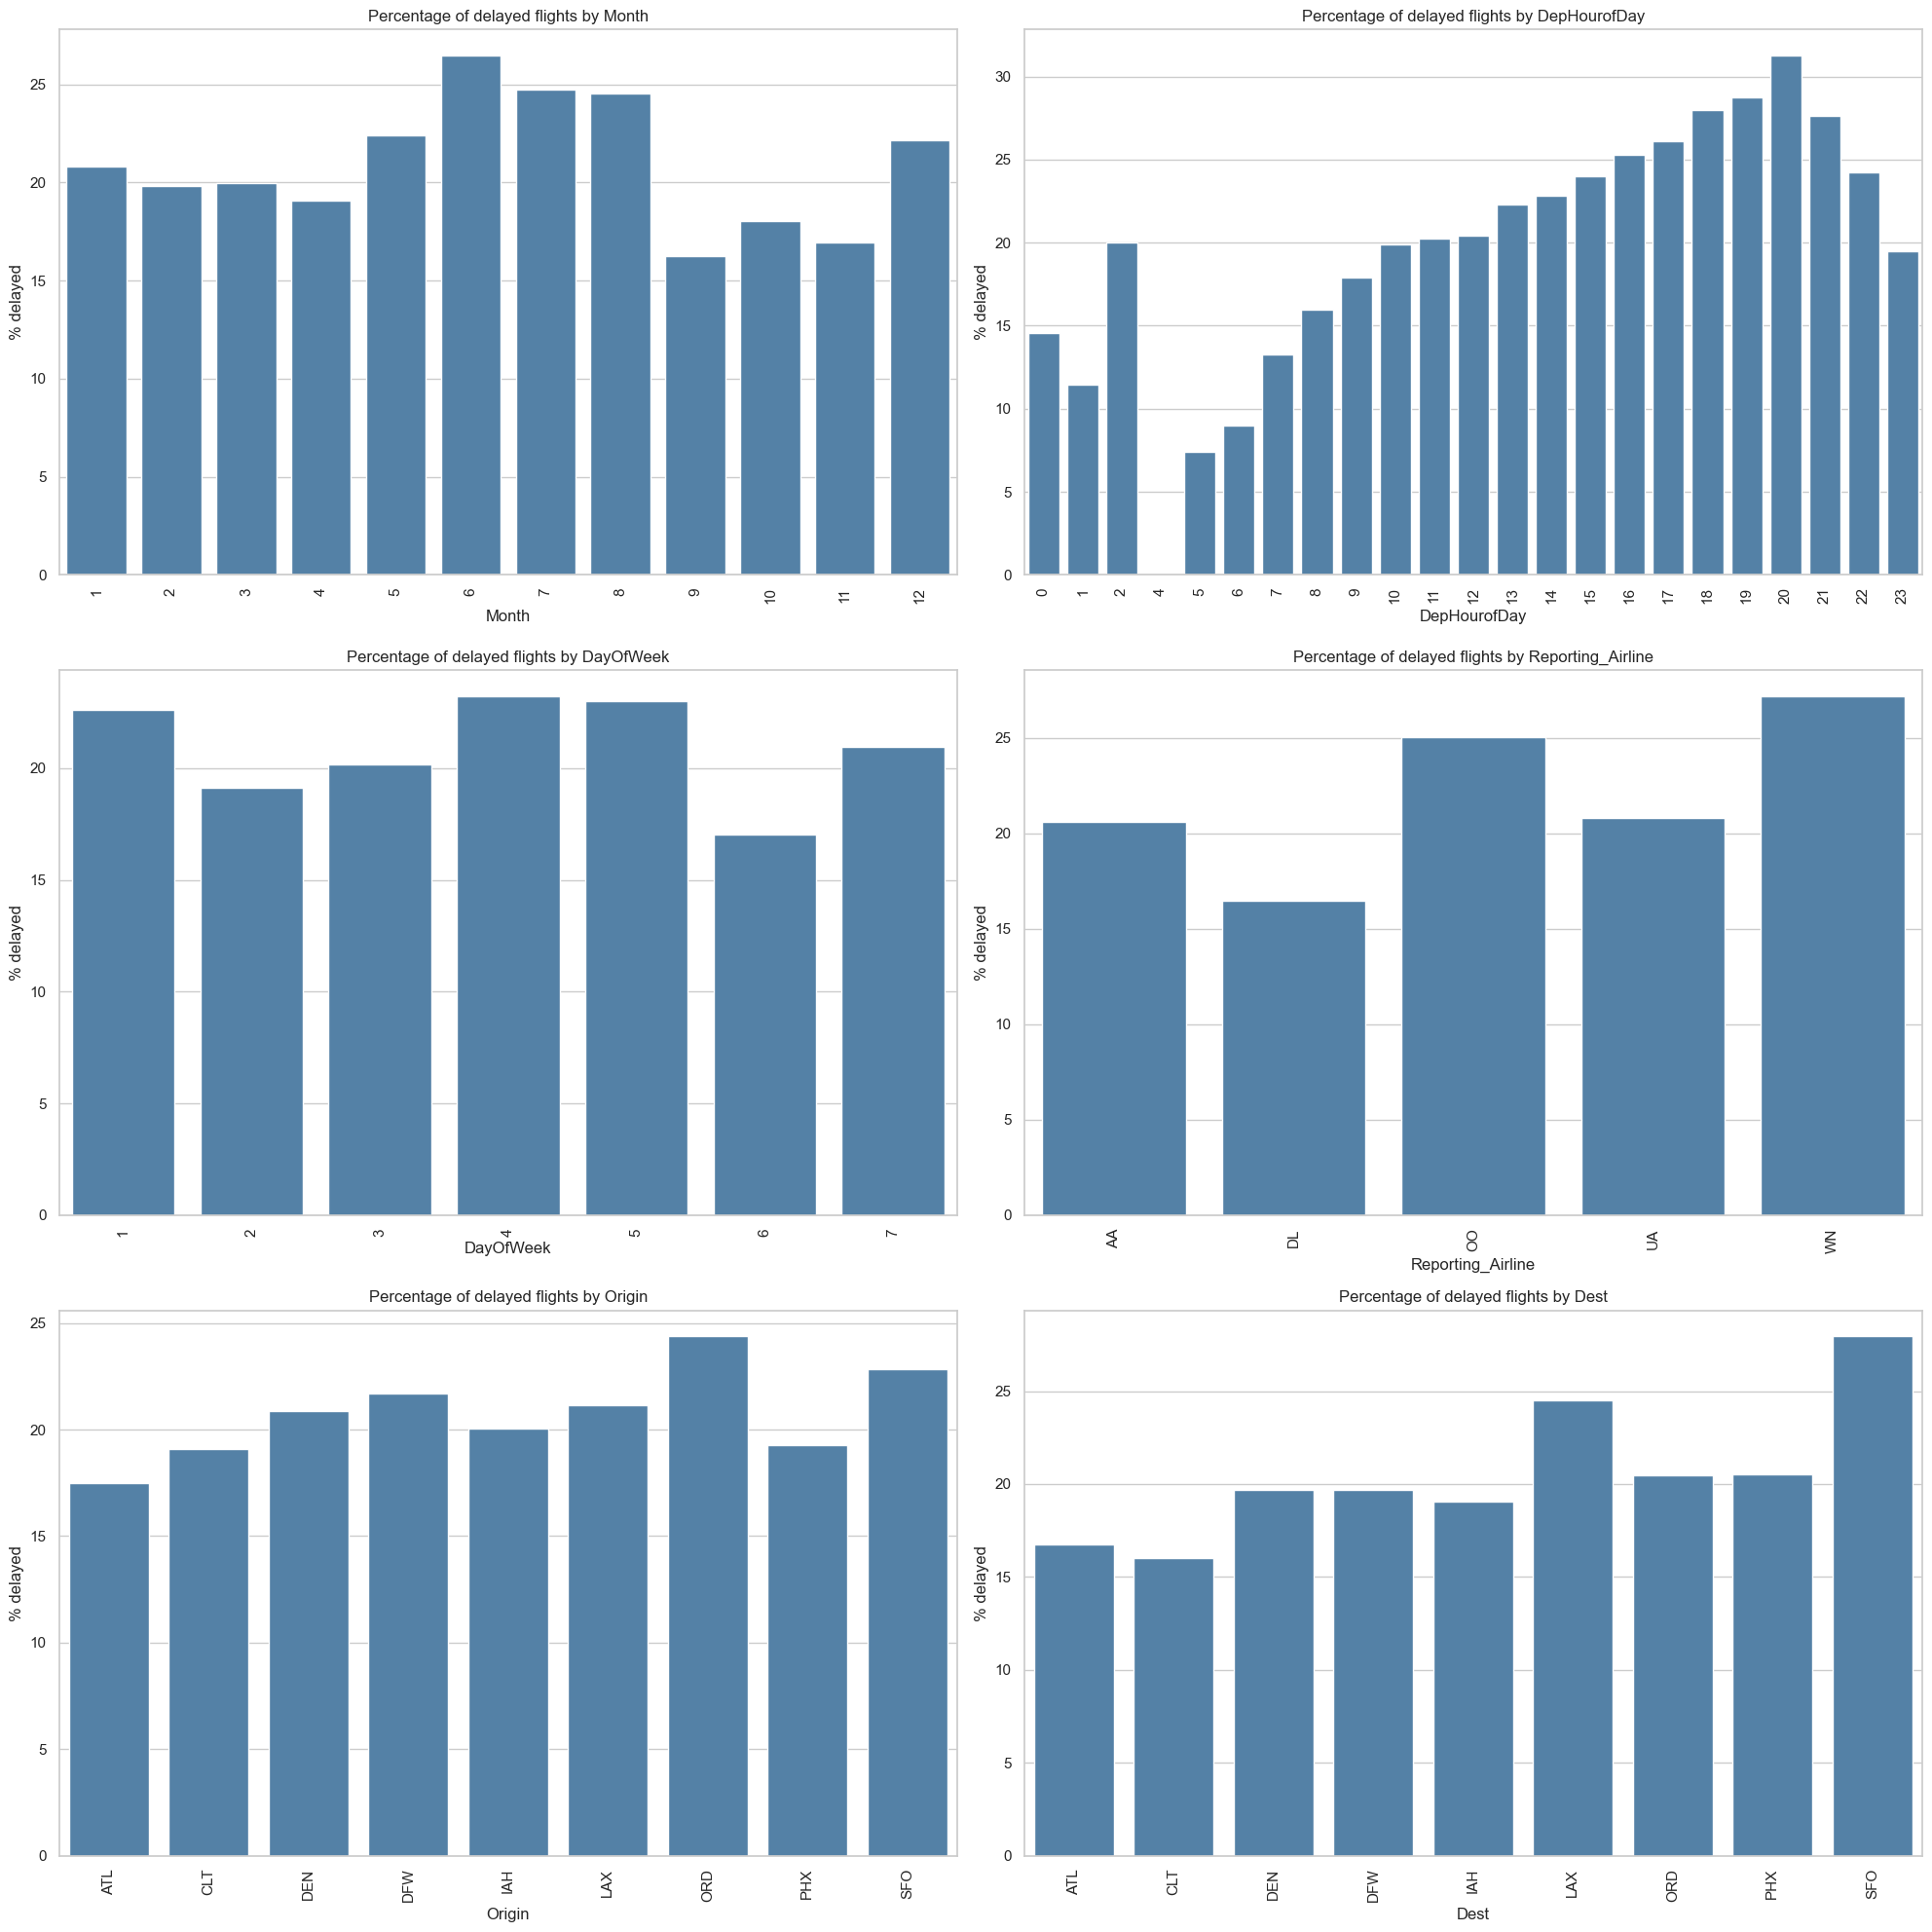 Percentage of delayed flights by Month
% delayed
25
20
15
10
5
0
1 2 3 4 5 6 7 8 9 10 11 12
Month
Percentage of delayed flights by DepHourofDay
% delayed
30
25
20
15
10
5
0
0 1 2 4 5 6 7 8 9 10 11 12 13 14 15 16 17 18 19 20 21 22 23
DepHourofDay
Percentage of delayed flights by DayOfWeek
% delayed
20
15
10
5
0
1 2 3 4 5 6 7
DayOfWeek
Percentage of delayed flights by Reporting_Airline
% delayed
25
20
15
10
5
0
AA DL OO UA WN
Reporting_Airline
Percentage of delayed flights by Origin
% delayed
25
20
15
10
5
0
ATL CLT DEN DFW IAH LAX ORD PHX SFO
Origin
Percentage of delayed flights by Dest
% delayed
25
20
15
10
5
0
ATL CLT DEN DFW IAH LAX ORD PHX SFO
Dest